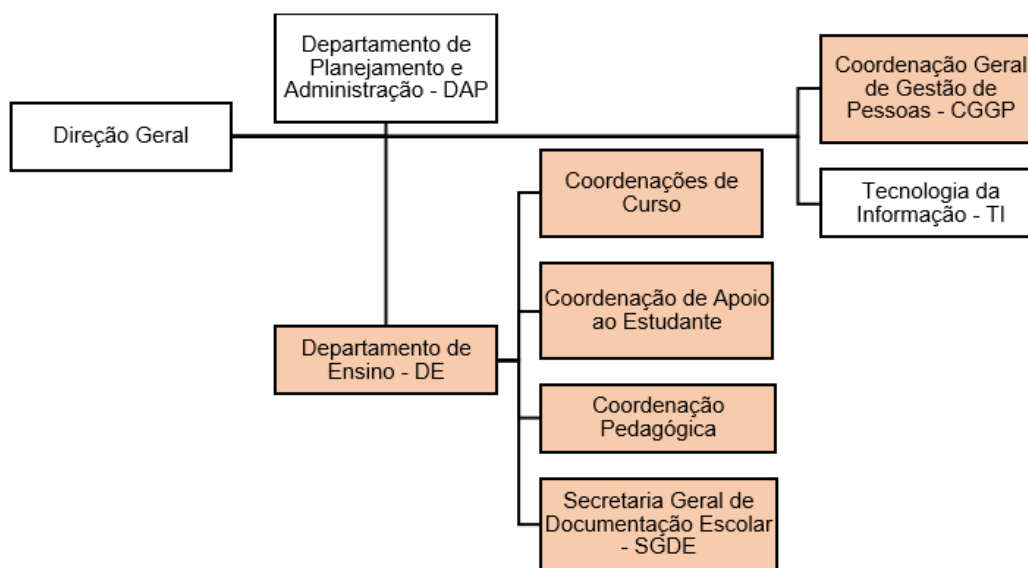 Departamento de
Planejamento e
Administração - DAP
Direção Geral
Coordenação Geral
de Gestão de
Pessoas - CGGP
Tecnologia da
Informação - TI
Coordenações de
Curso
Coordenação de Apoio
ao Estudante
Departamento de
Ensino - DE
Coordenação
Pedagógica
Secretaria Geral de
Documentação Escolar
- SGDE